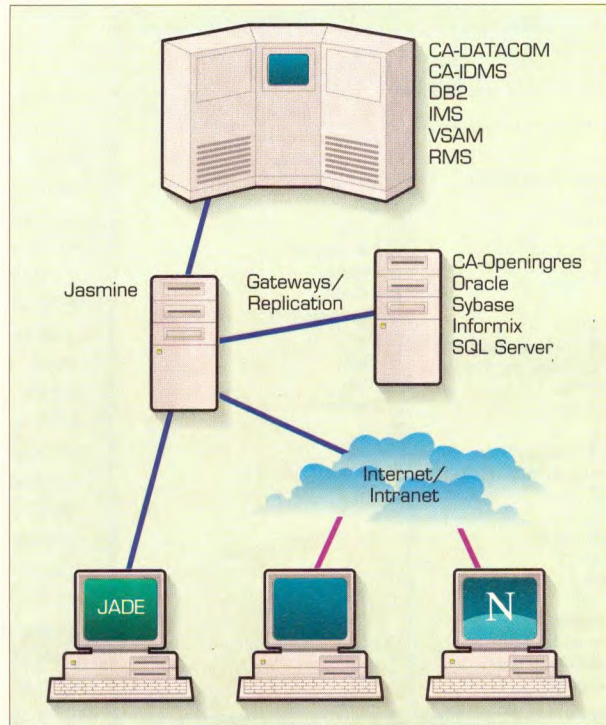 CA-DATACOM
CA-IDMS
DB2
IMS
VSAM
RMS
Jasmine
Gateways/
Replication
CA-Openingres
Oracle
Sybase
Informix
SQL Server
Internet/
Intranet
JADE
N